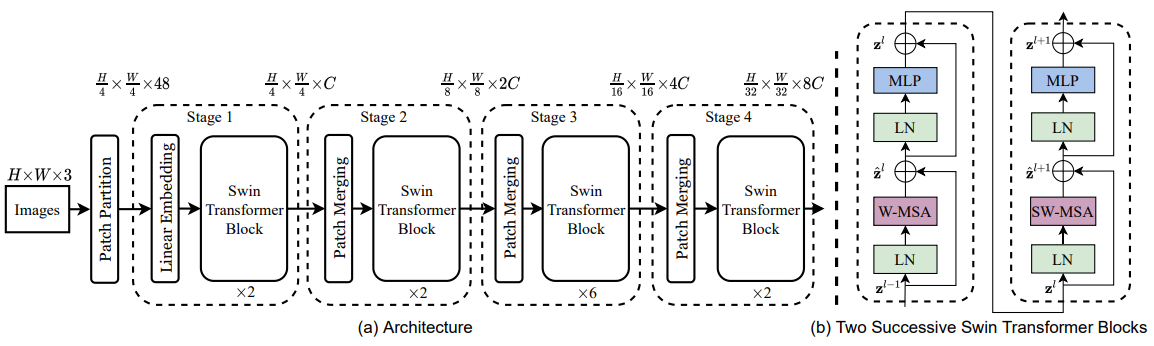 H/4 × W/4 × 48
H/4 × W/4 × C
H/8 × W/8 × 2C
H/16 × W/16 × 4C
H/32 × W/32 × 8C
Stage 1
Stage 2
Stage 3
Stage 4
H×W×3
Images
Patch Partition
Linear Embedding
Swin
Transformer
Block
×2
Patch Merging
Swin
Transformer
Block
×2
Patch Merging
Swin
Transformer
Block
×6
Patch Merging
Swin
Transformer
Block
×2
(a) Architecture
z^l
MLP
LN
ẑ^l
W-MSA
LN
z^{l−1}
z^{l+1}
MLP
LN
ẑ^{l+1}
SW-MSA
LN
z^l
(b) Two Successive Swin Transformer Blocks